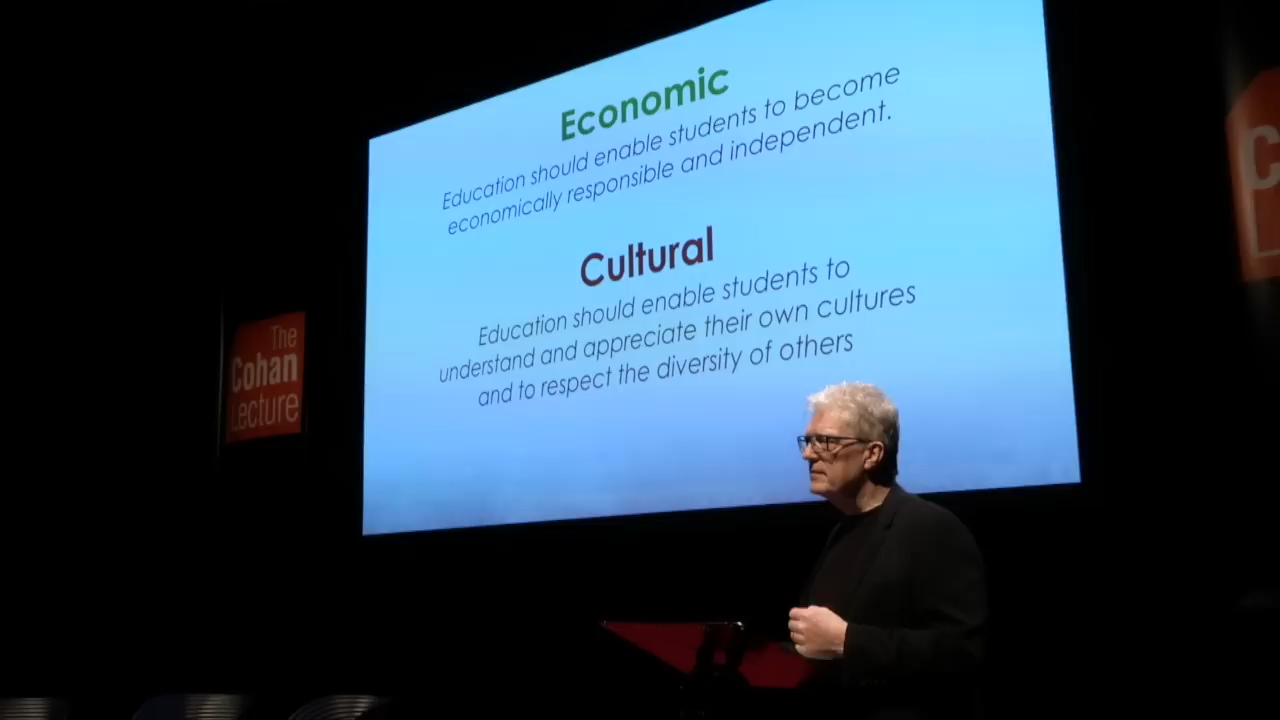 Economic
Education should enable students to become
economically responsible and independent.
Cultural
Education should enable students to
understand and appreciate their own cultures
and to respect the diversity of others
The
Cohan
Lecture